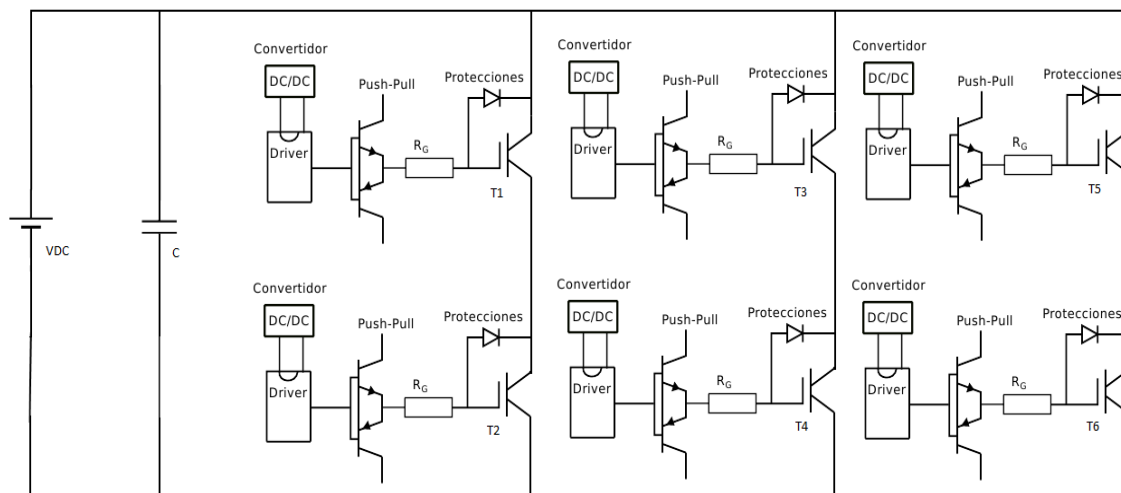 Convertidor
DC/DC
Push-Pull
Protecciones
Driver
RG
T1
Convertidor
DC/DC
Push-Pull
Protecciones
Driver
RG
T3
Convertidor
DC/DC
Push-Pull
Protecciones
Driver
RG
T5
VDC
C
Convertidor
DC/DC
Push-Pull
Protecciones
Driver
RG
T2
Convertidor
DC/DC
Push-Pull
Protecciones
Driver
RG
T4
Convertidor
DC/DC
Push-Pull
Protecciones
Driver
RG
T6